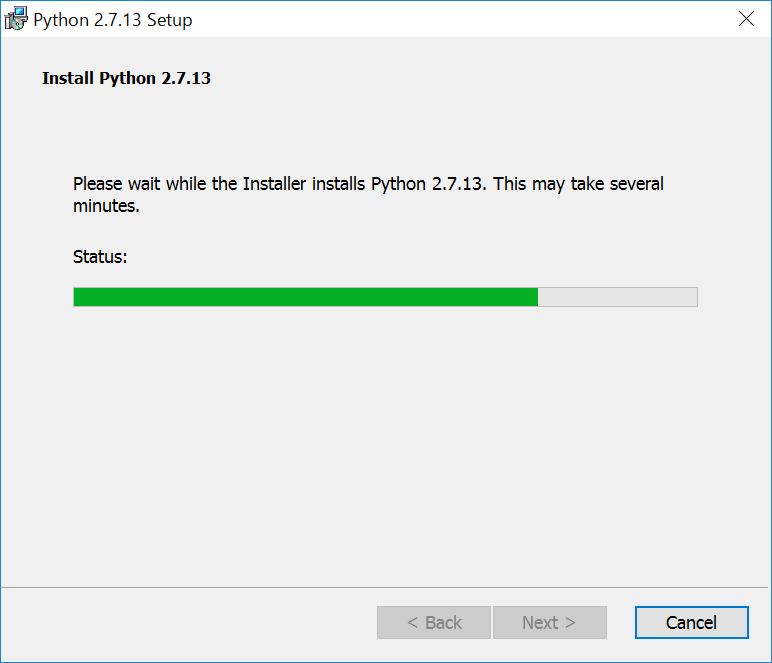 Python 2.7.13 Setup
Install Python 2.7.13
Please wait while the Installer installs Python 2.7.13. This may take several
minutes.
Status:
< Back Next > Cancel